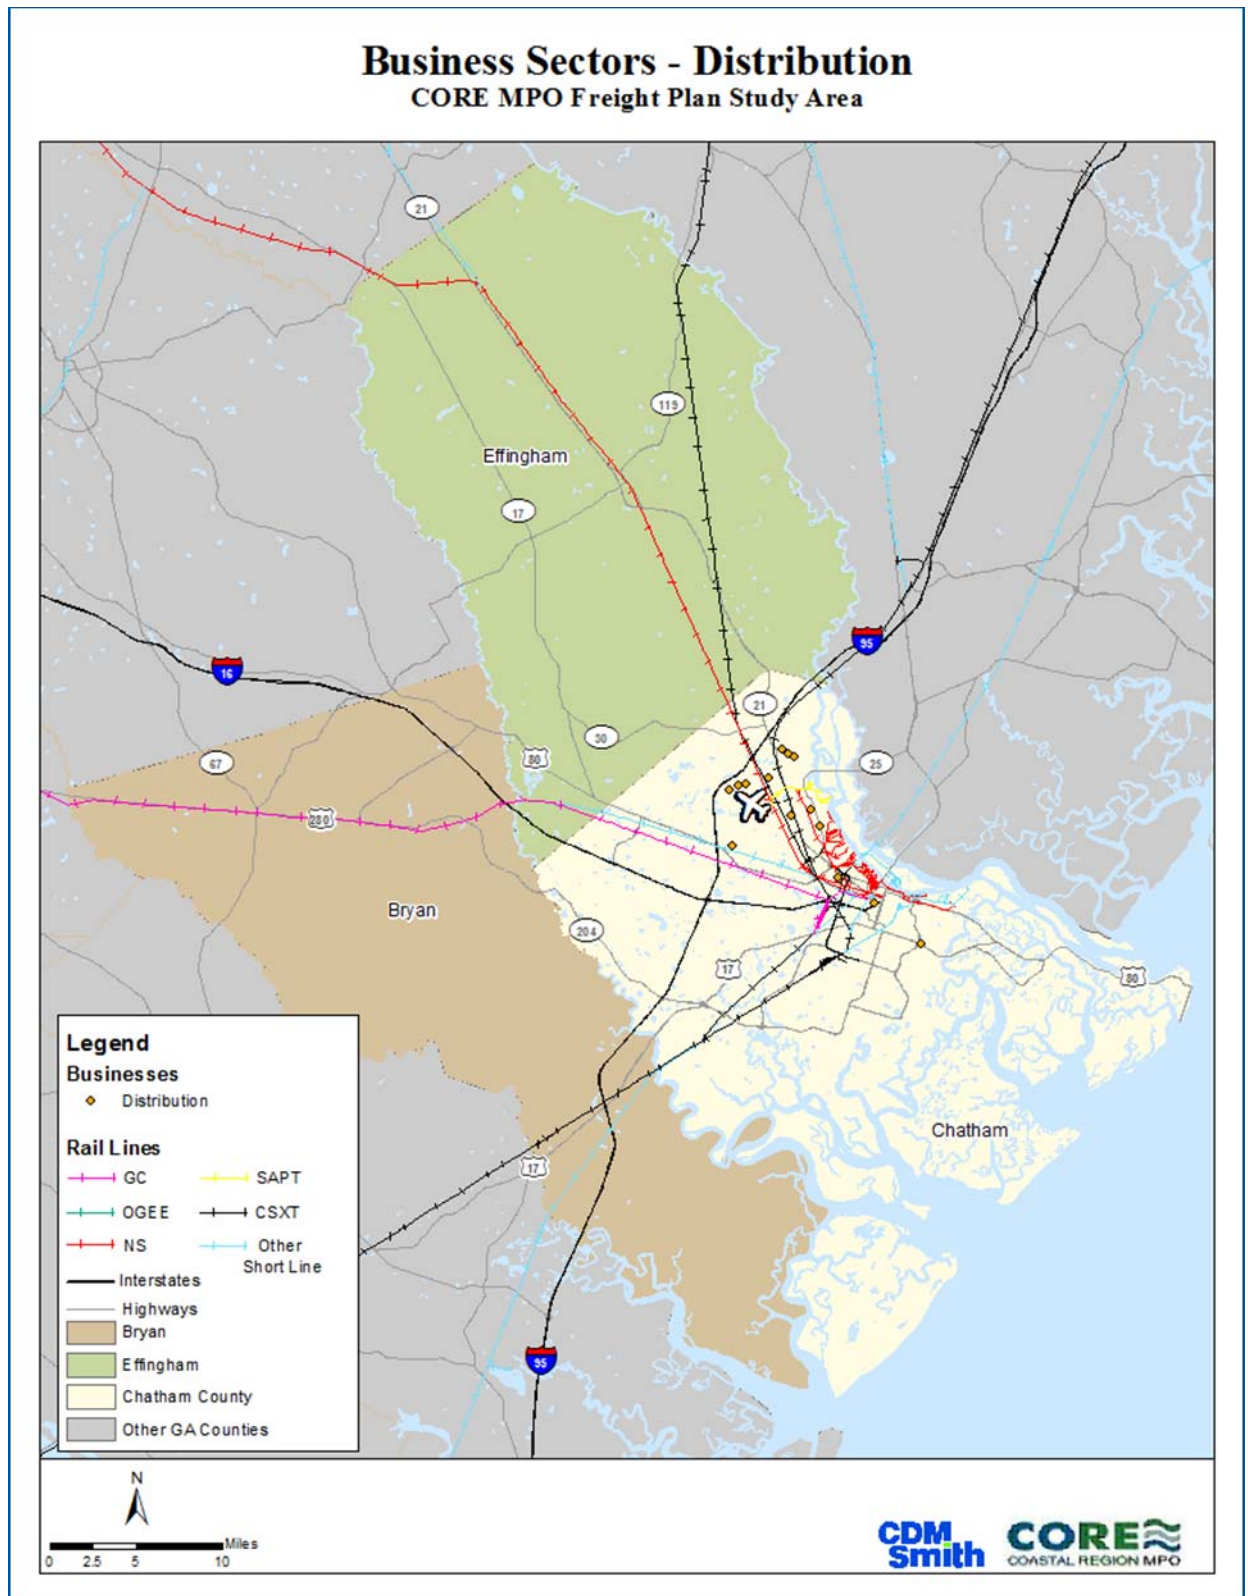 Business Sectors - Distribution
CORE MPO Freight Plan Study Area
21
119
Effingham
17
95
16
21
30
80
67
25
280
Bryan
204
17
80
Chatham
17
95
Legend
Businesses
Distribution
Rail Lines
GC
SAPT
OGEE
CSXT
NS
Other
Short Line
Interstates
Highways
Bryan
Effingham
Chatham County
Other GA Counties
N
Miles
0 2.5 5 10
CDM
Smith
CORE
COASTAL REGION MPO